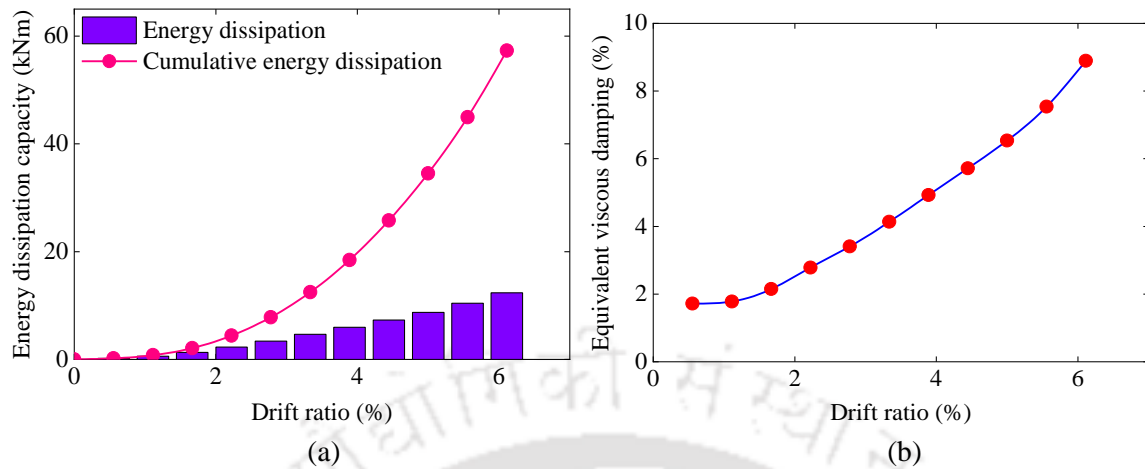 Energy dissipation capacity (kNm)
60
40
20
0
Energy dissipation
Cumulative energy dissipation
0 2 4 6
Drift ratio (%)
(a)
Equivalent viscous damping (%)
10
8
6
4
2
0
0 2 4 6
Drift ratio (%)
(b)